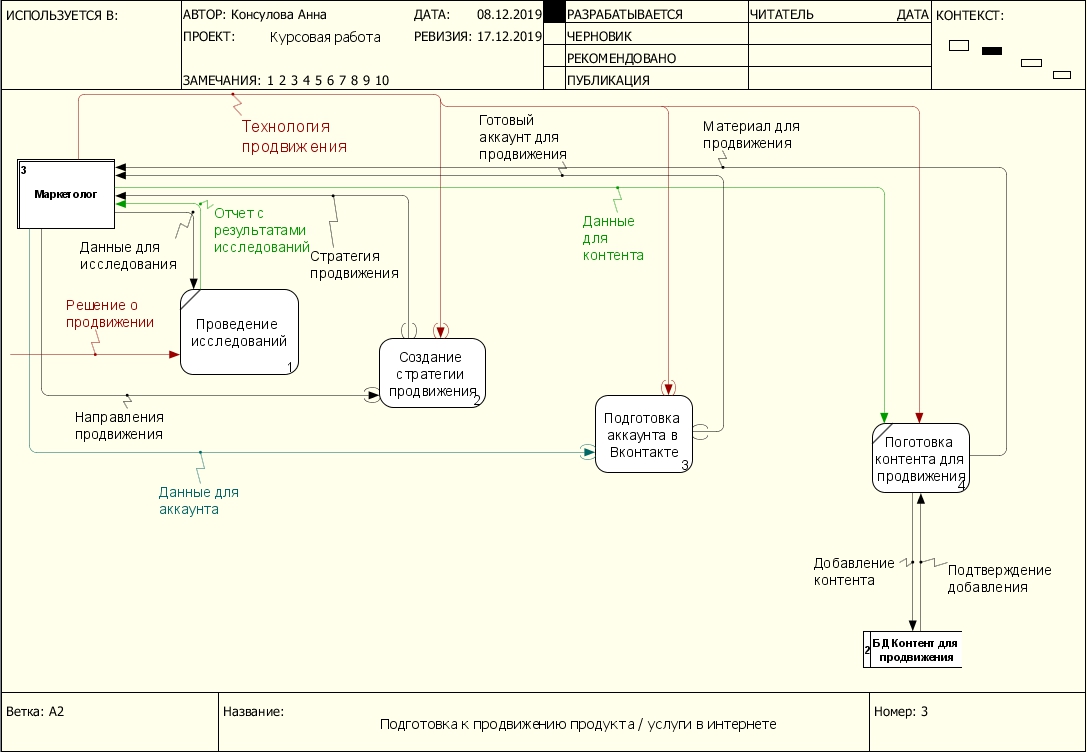 ИСПОЛЬЗУЕТСЯ В:
АВТОР: Консулова Анна
ДАТА: 08.12.2019
ПРОЕКТ: Курсовая работа
РЕВИЗИЯ: 17.12.2019
ЗАМЕЧАНИЯ: 1 2 3 4 5 6 7 8 9 10
РАЗРАБАТЫВАЕТСЯ
ЧЕРНОВИК
РЕКОМЕНДОВАНО
ПУБЛИКАЦИЯ
ЧИТАТЕЛЬ ДАТА
КОНТЕКСТ:
Технология
продвижения
Готовый
аккаунт для
продвижения
Материал для
продвижения
3
Маркетолог
Отчет с
результатами
исследований
Данные
для
контента
Данные для
исследования
Стратегия
продвижения
Решение о
продвижении
Проведение
исследований
1
Создание
стратегии
продвижения
2
Направления
продвижения
Подготовка
аккаунта в
Вконтакте
3
Поготовка
контента для
продвижения
4
Данные для
аккаунта
Добавление
контента
Подтверждение
добавления
2
БД Контент для
продвижения
Ветка: A2
Название:
Подготовка к продвижению продукта / услуги в интернете
Номер: 3